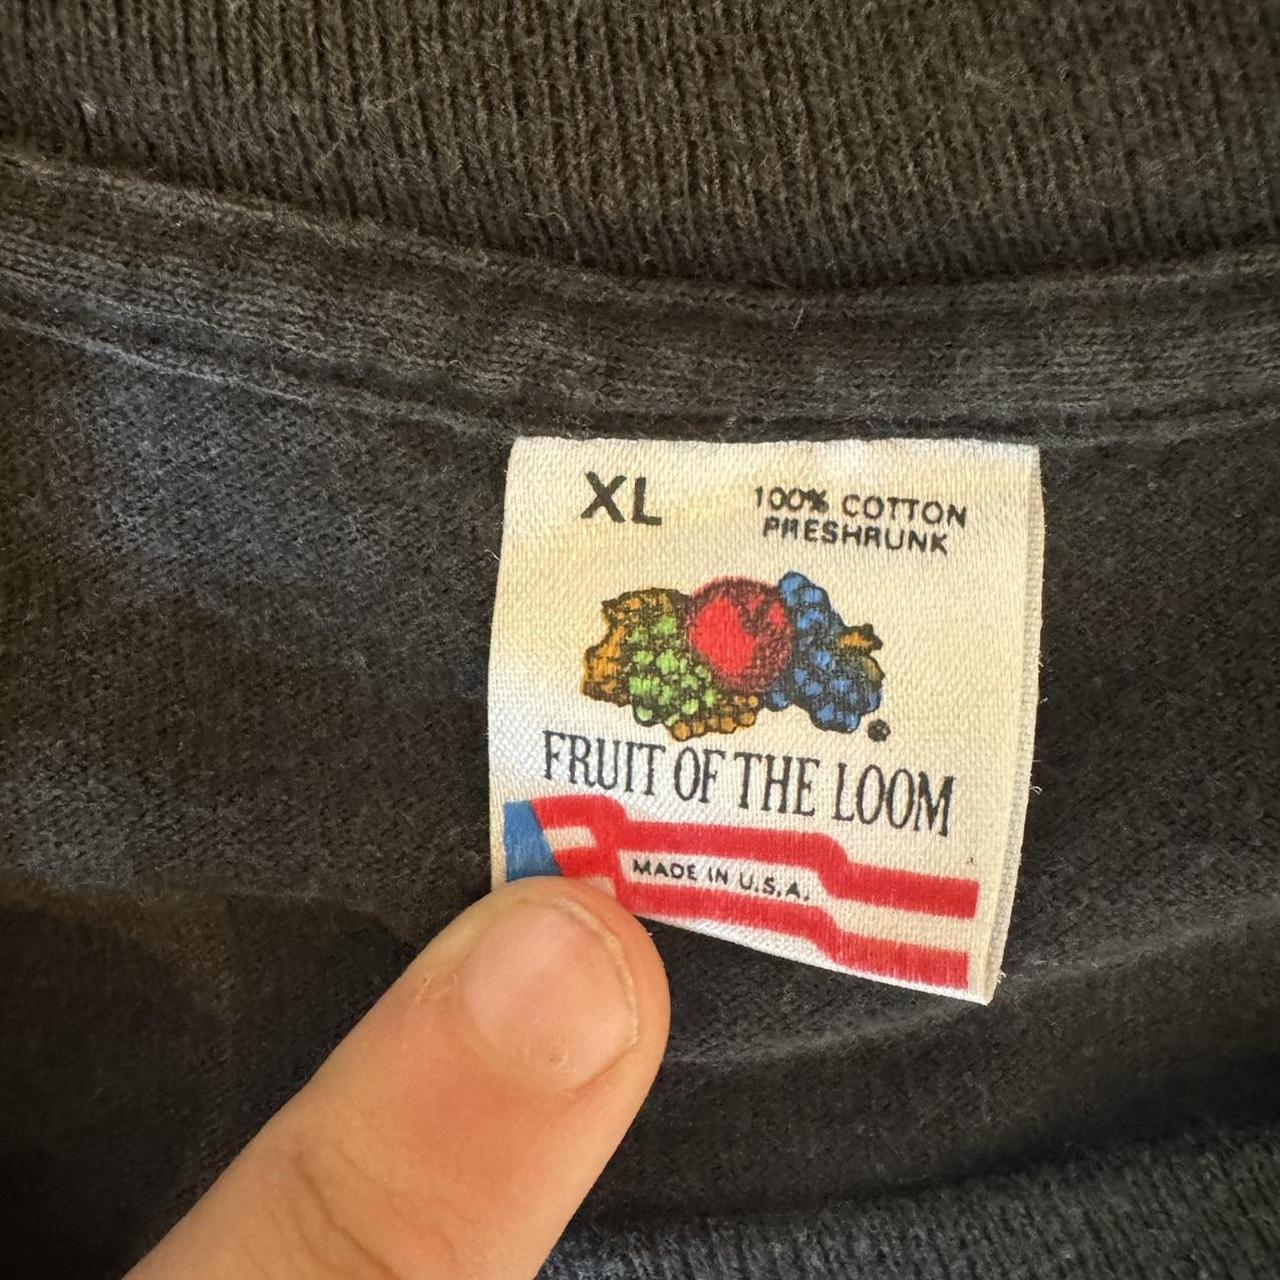 XL
100% COTTON
PRESHRUNK
®
FRUIT OF THE LOOM
MADE IN U.S.A.